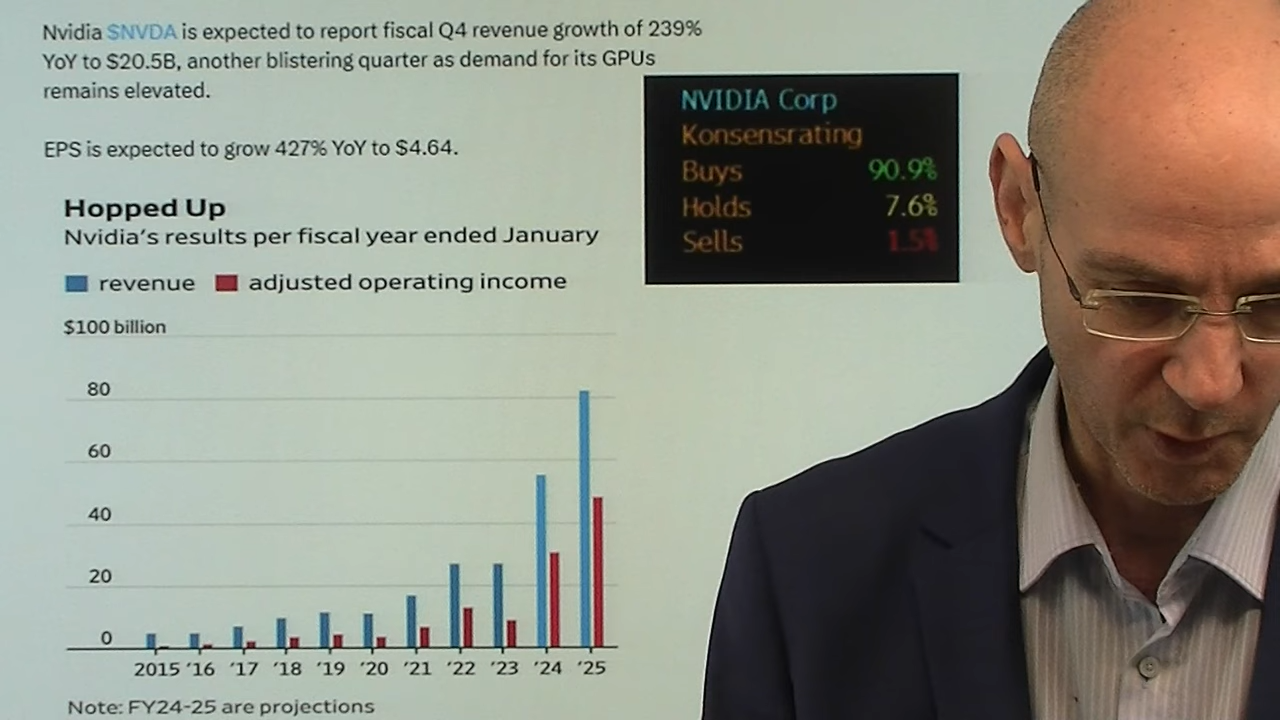 Nvidia $NVDA is expected to report fiscal Q4 revenue growth of 239%
YoY to $20.5B, another blistering quarter as demand for its GPUs
remains elevated.
EPS is expected to grow 427% YoY to $4.64.
NVIDIA Corp
Konsensrating
Buys 90.9%
Holds 7.6%
Sells 1.5%
Hopped Up
Nvidia's results per fiscal year ended January
revenue adjusted operating income
$100 billion
80
60
40
20
0
2015 '16 '17 '18 '19 '20 '21 '22 '23 '24 '25
Note: FY24-25 are projections